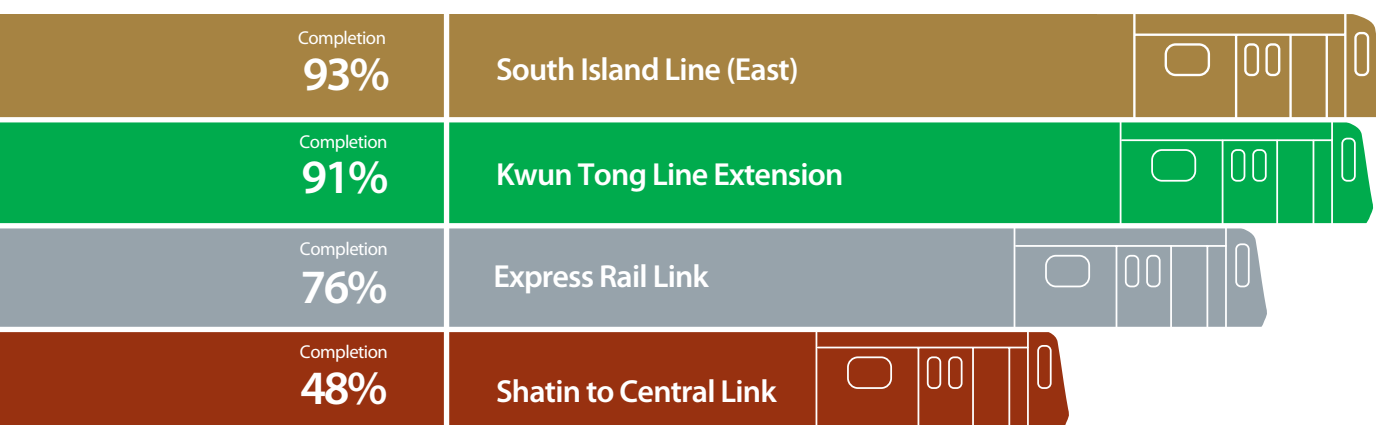 Completion
93%
South Island Line (East)
Completion
91%
Kwun Tong Line Extension
Completion
76%
Express Rail Link
Completion
48%
Shatin to Central Link